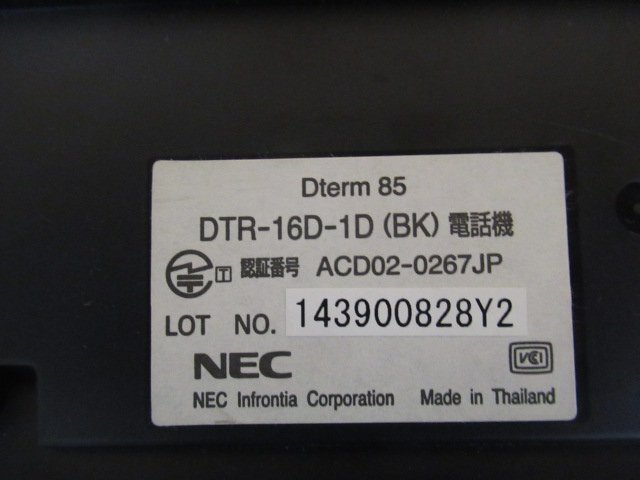 Dterm 85
DTR-16D-1D (BK) 電話機
T 認証番号 ACD02-0267JP
LOT NO. 143900828Y2
NEC
VCI
NEC Infrontia Corporation Made in Thailand